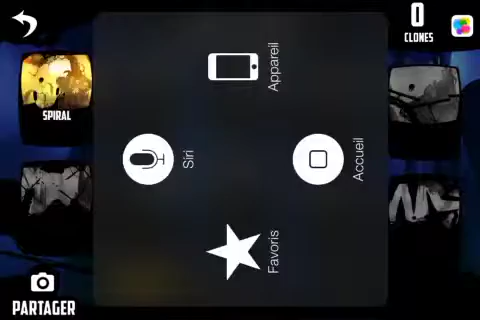 0
CLONES
SPIRAL
Appareil
Siri
Accueil
Favoris
PARTAGER